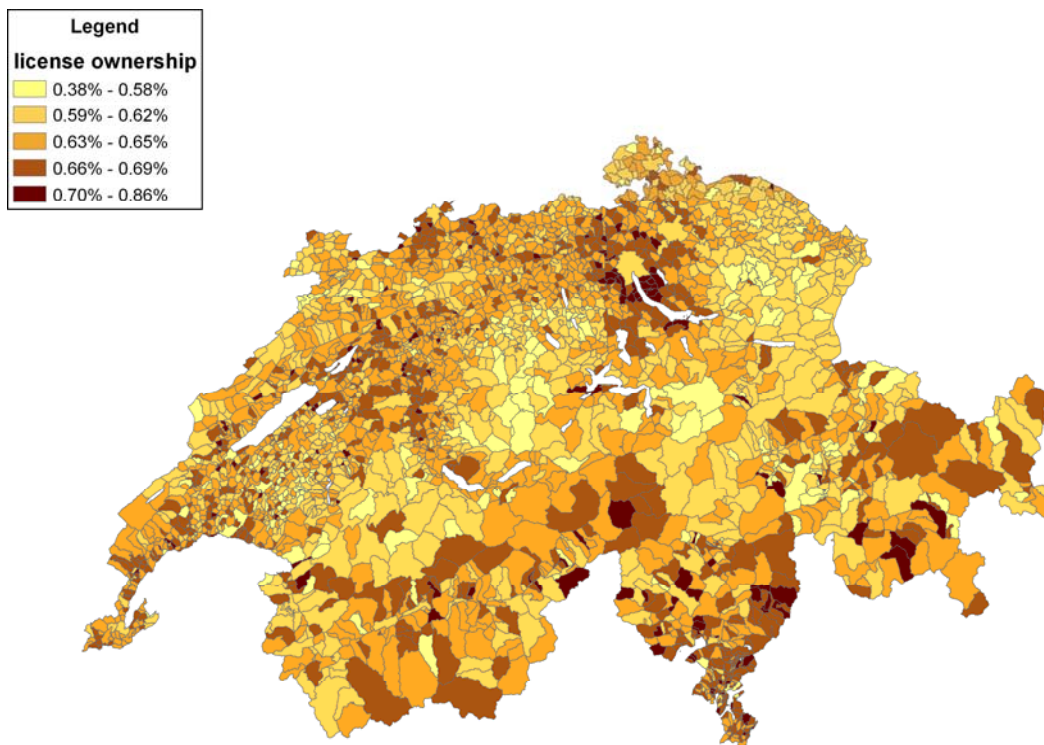 Legend
license ownership
0.38% - 0.58%
0.59% - 0.62%
0.63% - 0.65%
0.66% - 0.69%
0.70% - 0.86%